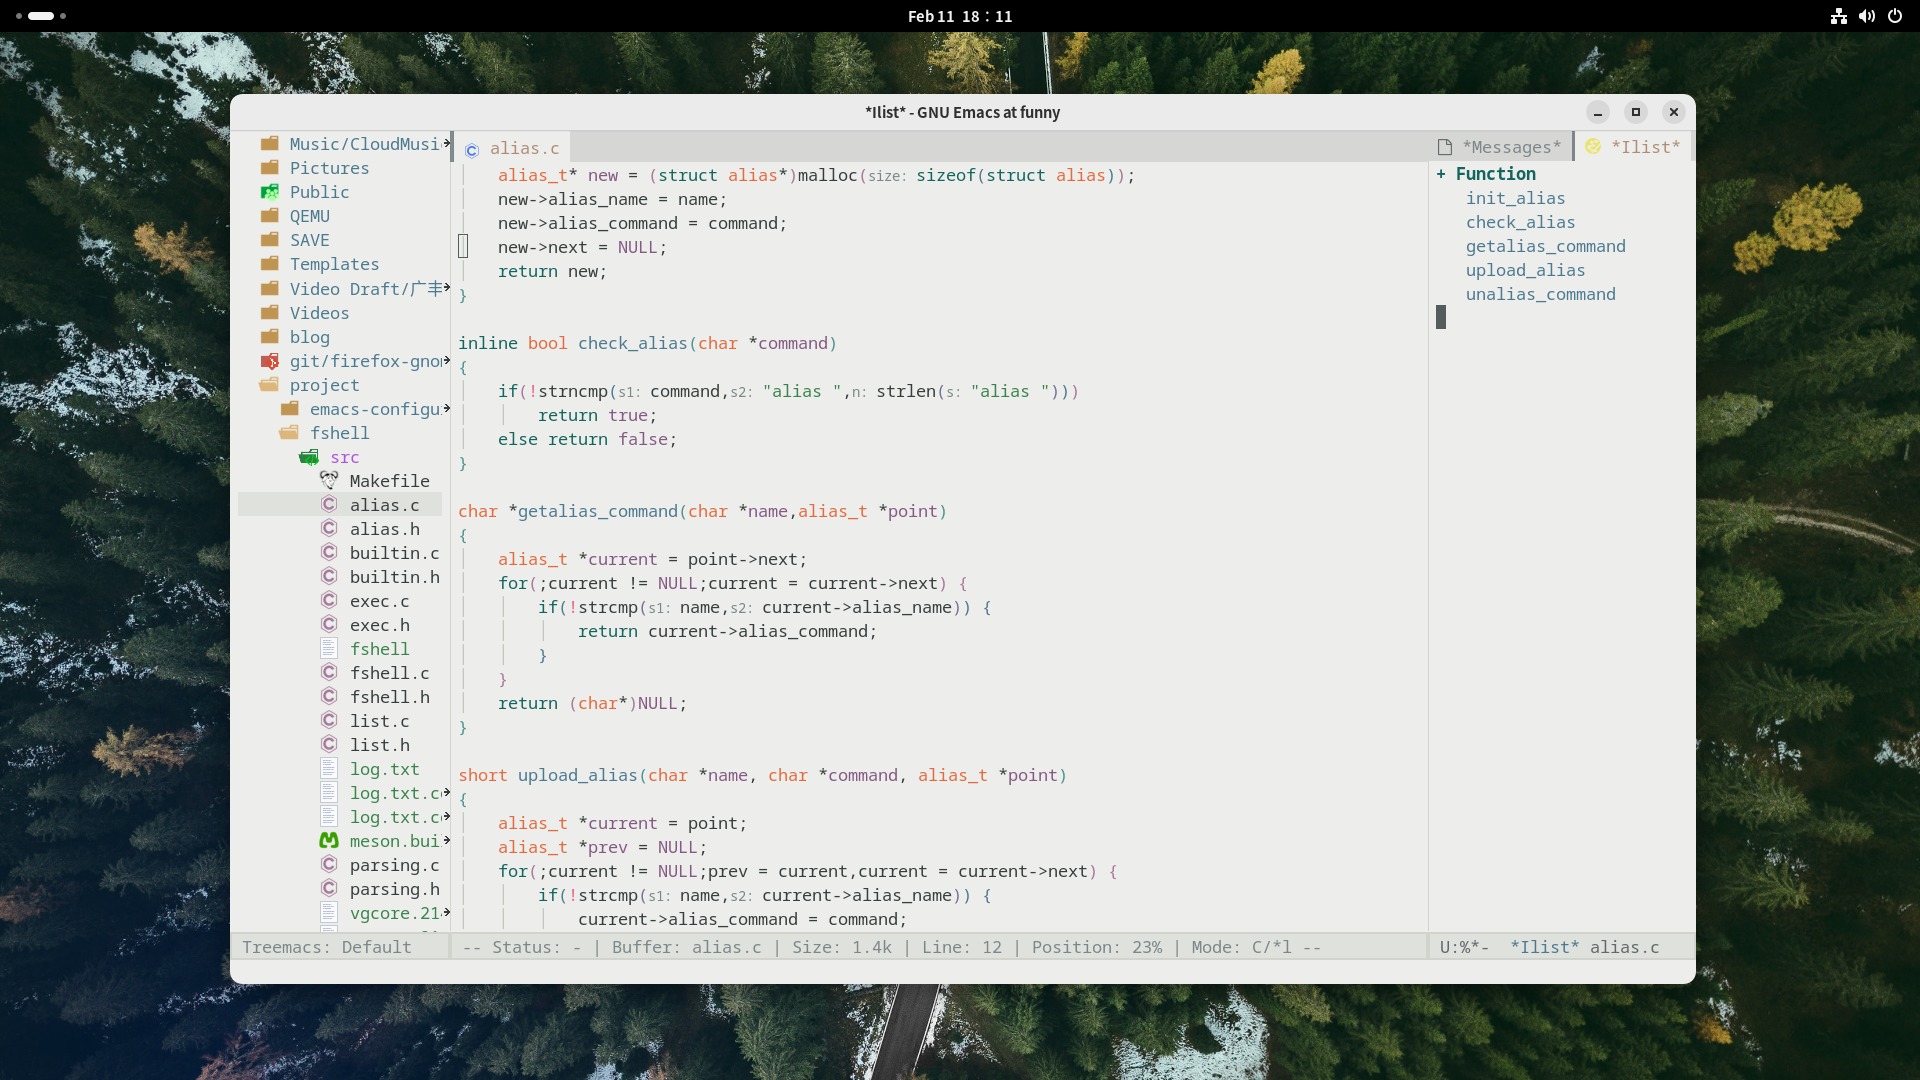 Feb 11 18：11
*Ilist* - GNU Emacs at funny
Music/CloudMusi
Pictures
Public
QEMU
SAVE
Templates
Video Draft/广丰
Videos
blog
git/firefox-gno
project
emacs-configu
fshell
src
Makefile
alias.c
alias.h
builtin.c
builtin.h
exec.c
exec.h
fshell
fshell.c
fshell.h
list.c
list.h
log.txt
log.txt.c
log.txt.c
meson.bui
parsing.c
parsing.h
vgcore.21
Treemacs: Default
alias.c
alias_t* new = (struct alias*)malloc(size: sizeof(struct alias));
new->alias_name = name;
new->alias_command = command;
new->next = NULL;
return new;
}
inline bool check_alias(char *command)
{
if(!strncmp(s1: command,s2: "alias ",n: strlen(s: "alias ")))
return true;
else return false;
}
char *getalias_command(char *name,alias_t *point)
{
alias_t *current = point->next;
for(;current != NULL;current = current->next) {
if(!strcmp(s1: name,s2: current->alias_name)) {
return current->alias_command;
}
}
return (char*)NULL;
}
short upload_alias(char *name, char *command, alias_t *point)
{
alias_t *current = point;
alias_t *prev = NULL;
for(;current != NULL;prev = current,current = current->next) {
if(!strcmp(s1: name,s2: current->alias_name)) {
current->alias_command = command;
-- Status: - | Buffer: alias.c | Size: 1.4k | Line: 12 | Position: 23% | Mode: C/*l --
*Messages*
*Ilist*
+ Function
init_alias
check_alias
getalias_command
upload_alias
unalias_command
U:%*- *Ilist* alias.c